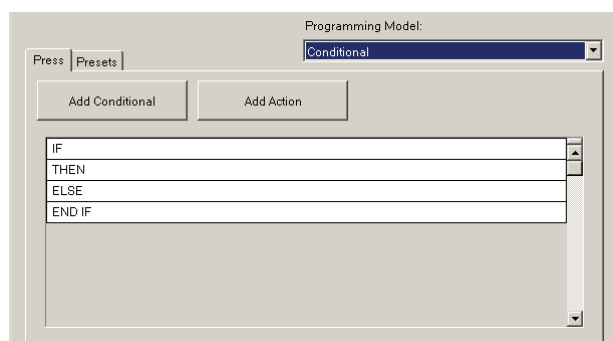 Programming Model:
Conditional
Press Presets
Add Conditional Add Action
IF
THEN
ELSE
END IF